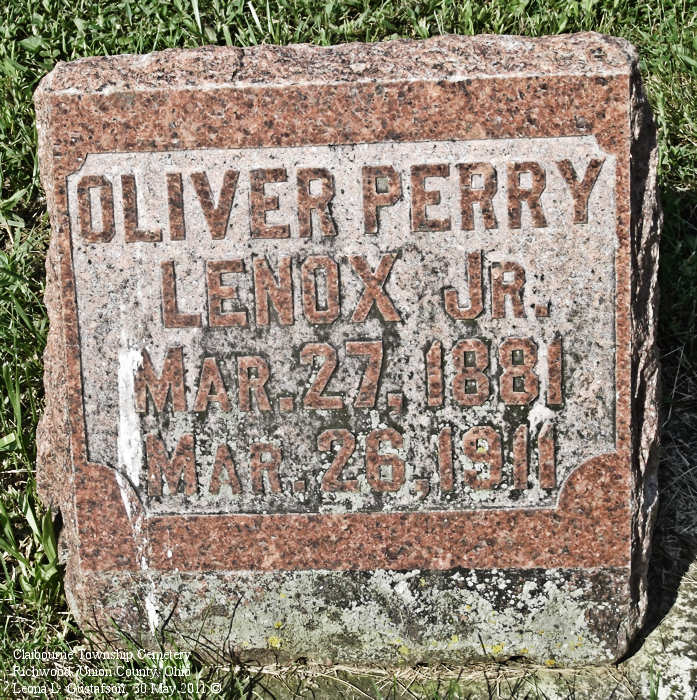 OLIVER PERRY
LENOX JR.
MAR. 27, 1881
MAR. 26, 1911
Claibourne Township Cemetery
Richwood, Union County, Ohio
Leona L. Gustafson, 30 May 2011 ©